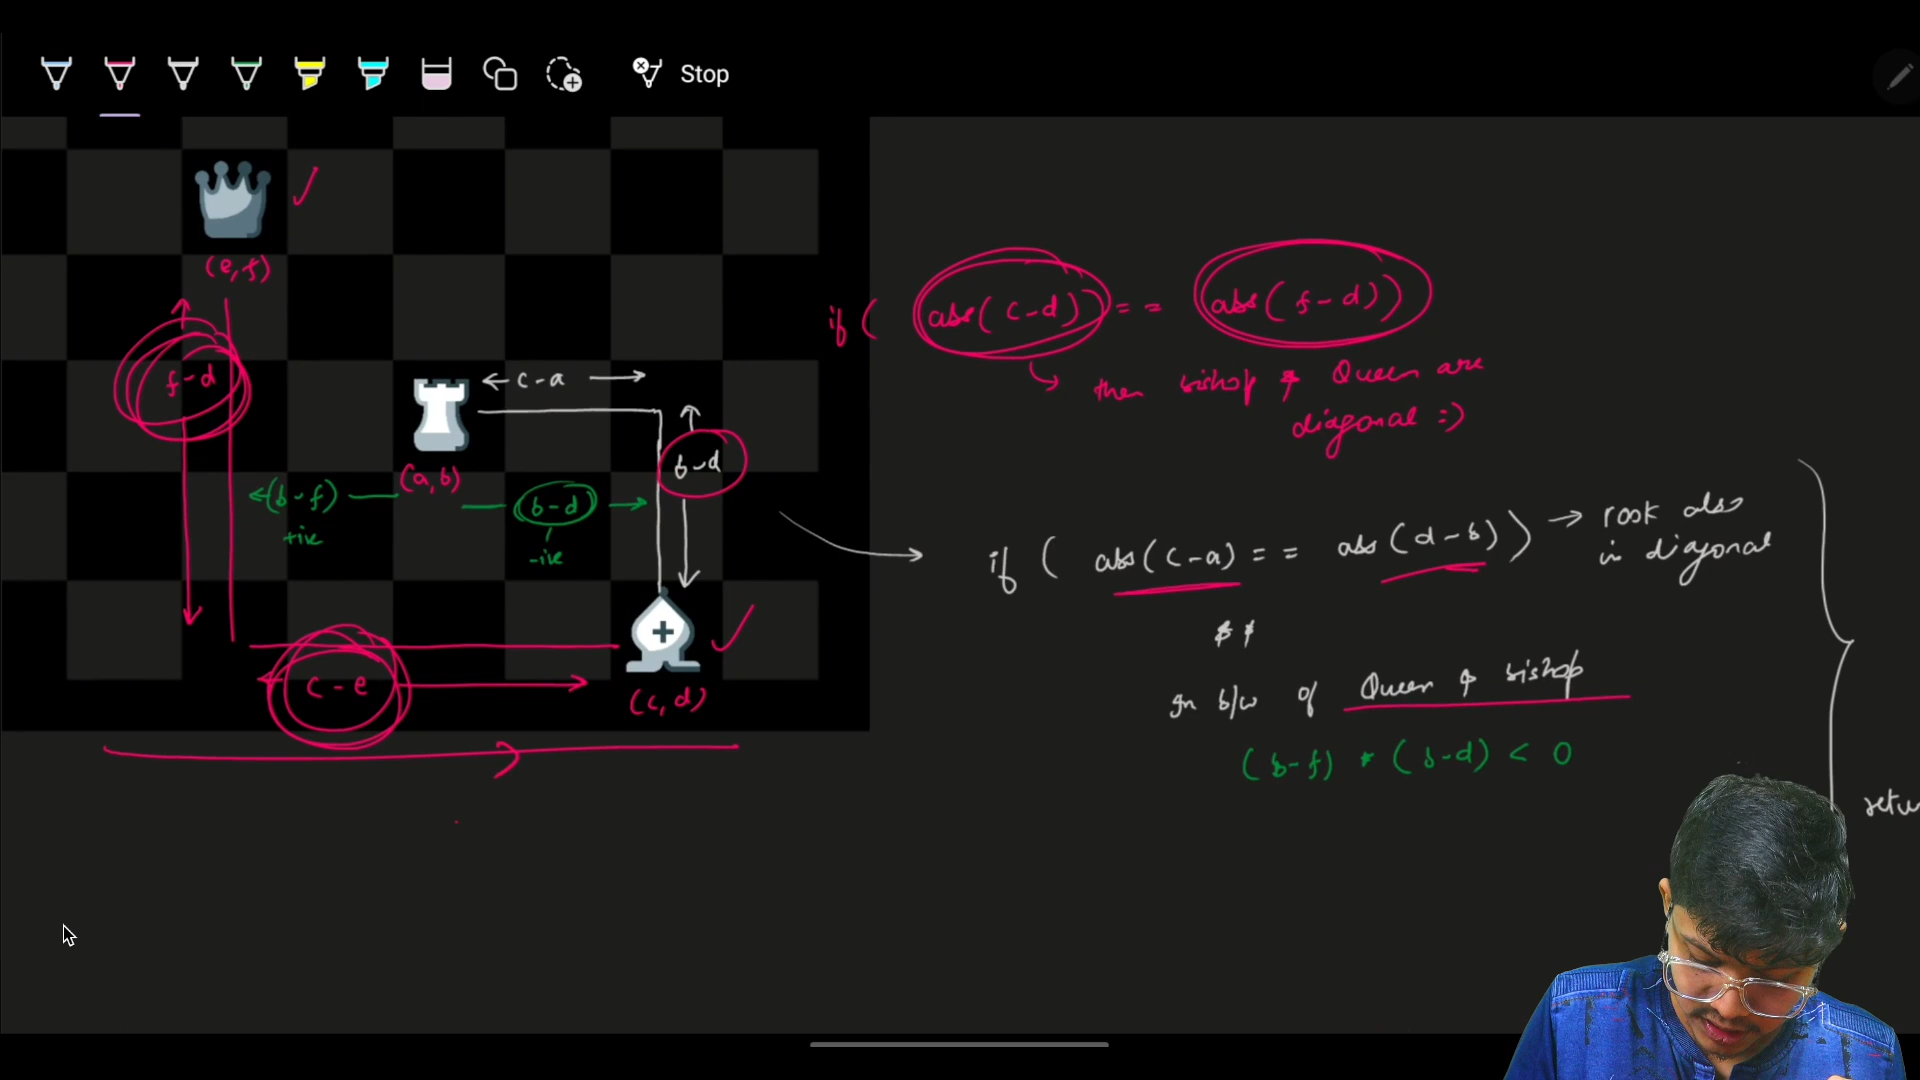 Stop
(e,f)
f-d
c-a
b-d
(a,b)
(b-f)
+ive
b-d
-ive
c-e
(c,d)
if ( abs(c-d)) == abs(f-d))
then bishop & Queen are
diagonal :)
if ( abs(c-a) == abs(d-b)) → rook also
in diagonal
&&
In b/w of Queen & bishop
(b-f) * (b-d) < 0